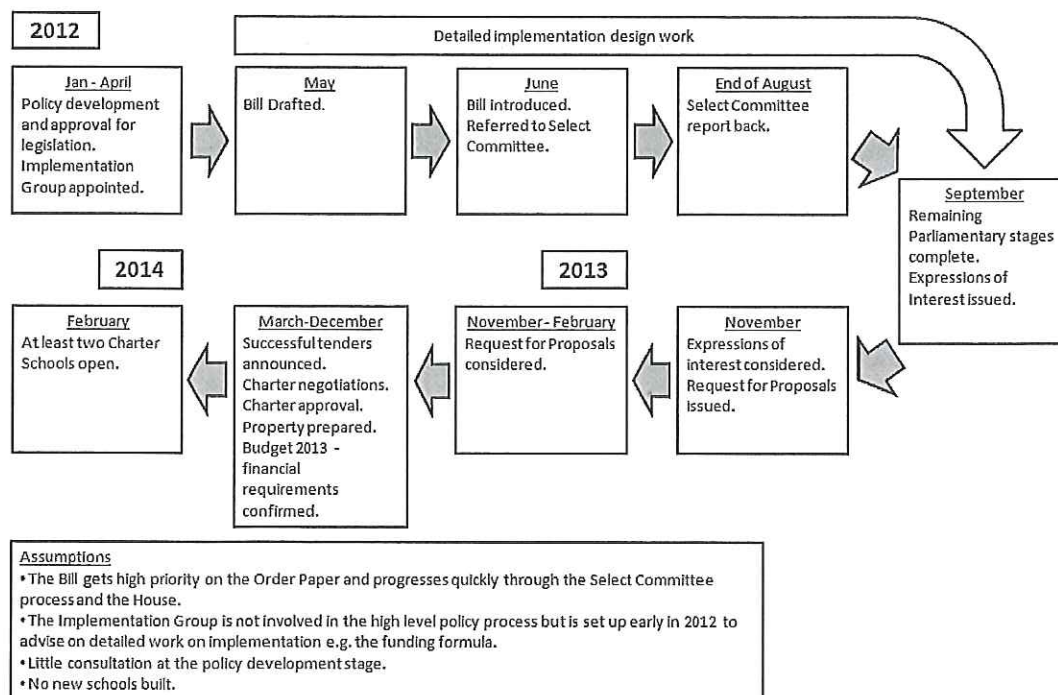 2012
Detailed implementation design work
Jan - April
Policy development
and approval for
legislation.
Implementation
Group appointed.
May
Bill Drafted.
June
Bill introduced.
Referred to Select
Committee.
End of August
Select Committee
report back.
September
Remaining
Parliamentary stages
complete.
Expressions of
Interest issued.
November
Expressions of
interest considered.
Request for Proposals
issued.
2013
November - February
Request for Proposals
considered.
March-December
Successful tenders
announced.
Charter negotiations.
Charter approval.
Property prepared.
Budget 2013 -
financial
requirements
confirmed.
2014
February
At least two Charter
Schools open.
Assumptions
•The Bill gets high priority on the Order Paper and progresses quickly through the Select Committee
process and the House.
•The Implementation Group is not involved in the high level policy process but is set up early in 2012 to
advise on detailed work on implementation e.g. the funding formula.
•Little consultation at the policy development stage.
•No new schools built.